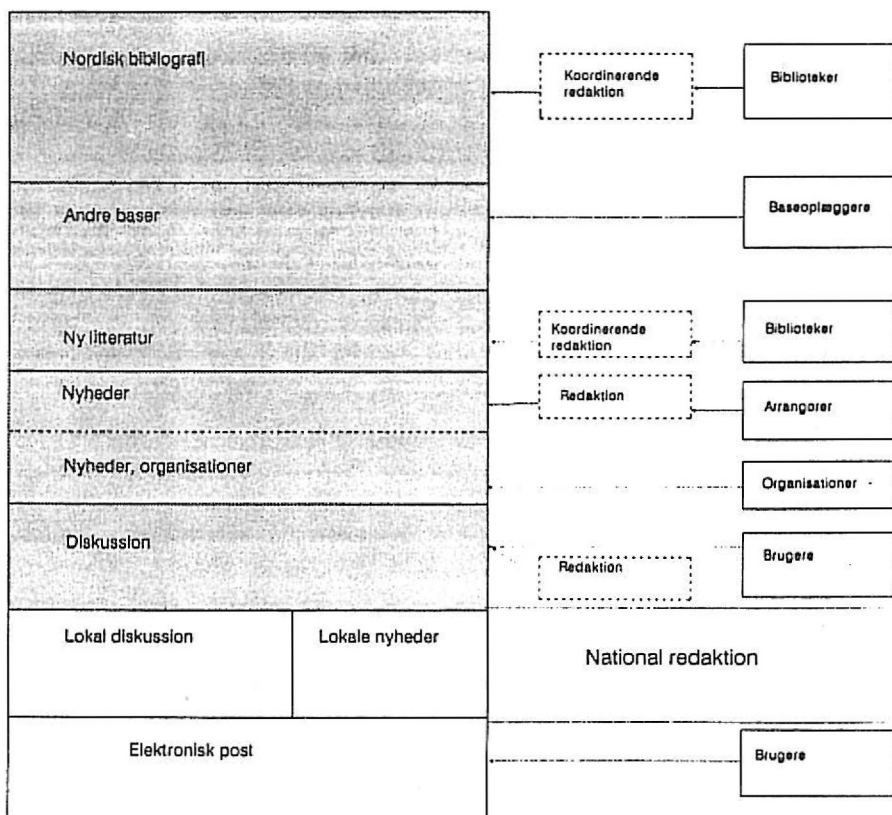 Nordisk bibliografi
Koordinerende
redaktion
Biblioteker
Andre baser
Baseoplæggere
Ny litteratur
Koordinerende
redaktion
Biblioteker
Nyheder
Redaktion
Arrangører
Nyheder, organisationer
Organisationer
Diskussion
Redaktion
Brugere
Lokal diskussion
Lokale nyheder
National redaktion
Elektronisk post
Brugere